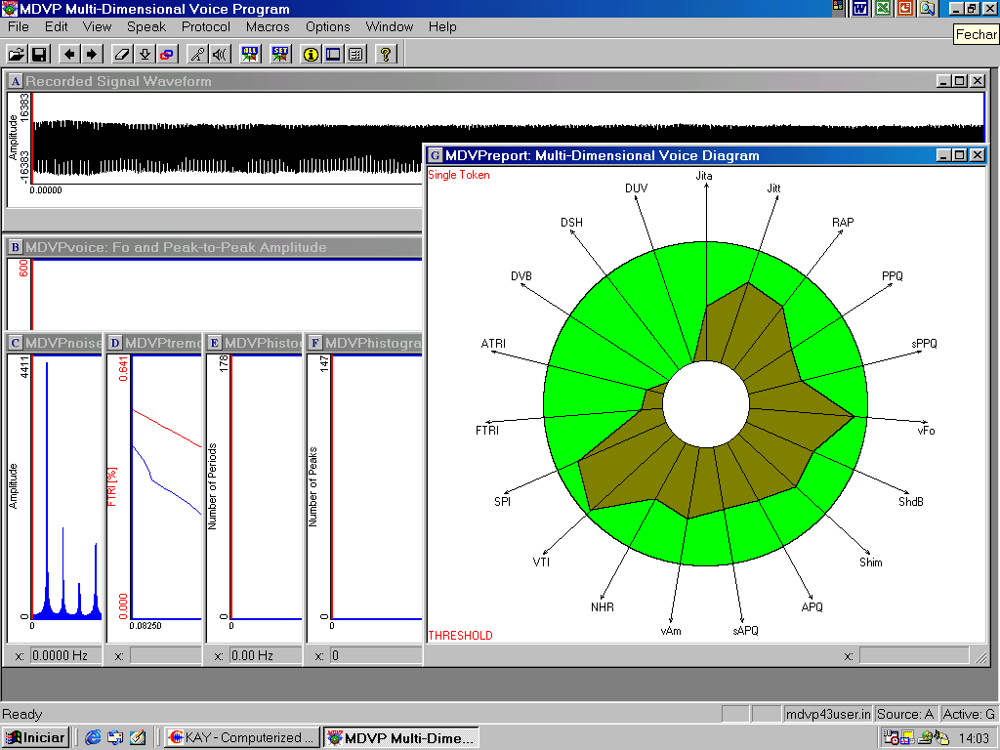 MDVP Multi-Dimensional Voice Program
File Edit View Speak Protocol Macros Options Window Help
Fechar
ALL SET
A Recorded Signal Waveform
16383
Amplitude
-16383
0.00000
B MDVPvoice: Fo and Peak-to-Peak Amplitude
600
C MDVPnoise
4411
Amplitude
0
0
x: 0.0000 Hz
D MDVPtremo
0.641
FTRI [%]
0.000
0.08250
x:
E MDVPhisto
178
Number of Periods
0
0
x: 0.00 Hz
F MDVPhistogra
147
Number of Peaks
0
0
x: 0
G MDVPreport: Multi-Dimensional Voice Diagram
Single Token
Jita
Jitt
RAP
PPQ
sPPQ
vFo
ShdB
Shim
APQ
sAPQ
vAm
NHR
VTI
SPI
FTRI
ATRI
DVB
DSH
DUV
THRESHOLD
x:
Ready mdvp43user.in Source: A Active: G
Iniciar KAY - Computerized ... MDVP Multi-Dime... 14:03